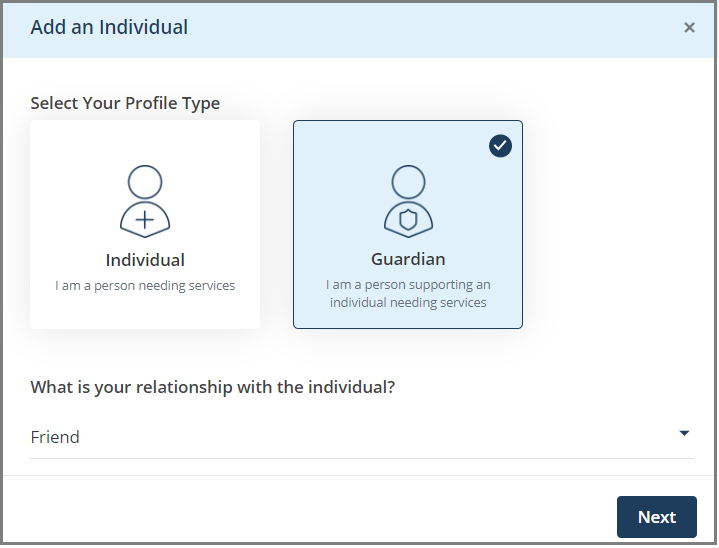 Add an Individual
×
Select Your Profile Type
Individual
I am a person needing services
Guardian
I am a person supporting an
individual needing services
What is your relationship with the individual?
Friend
Next